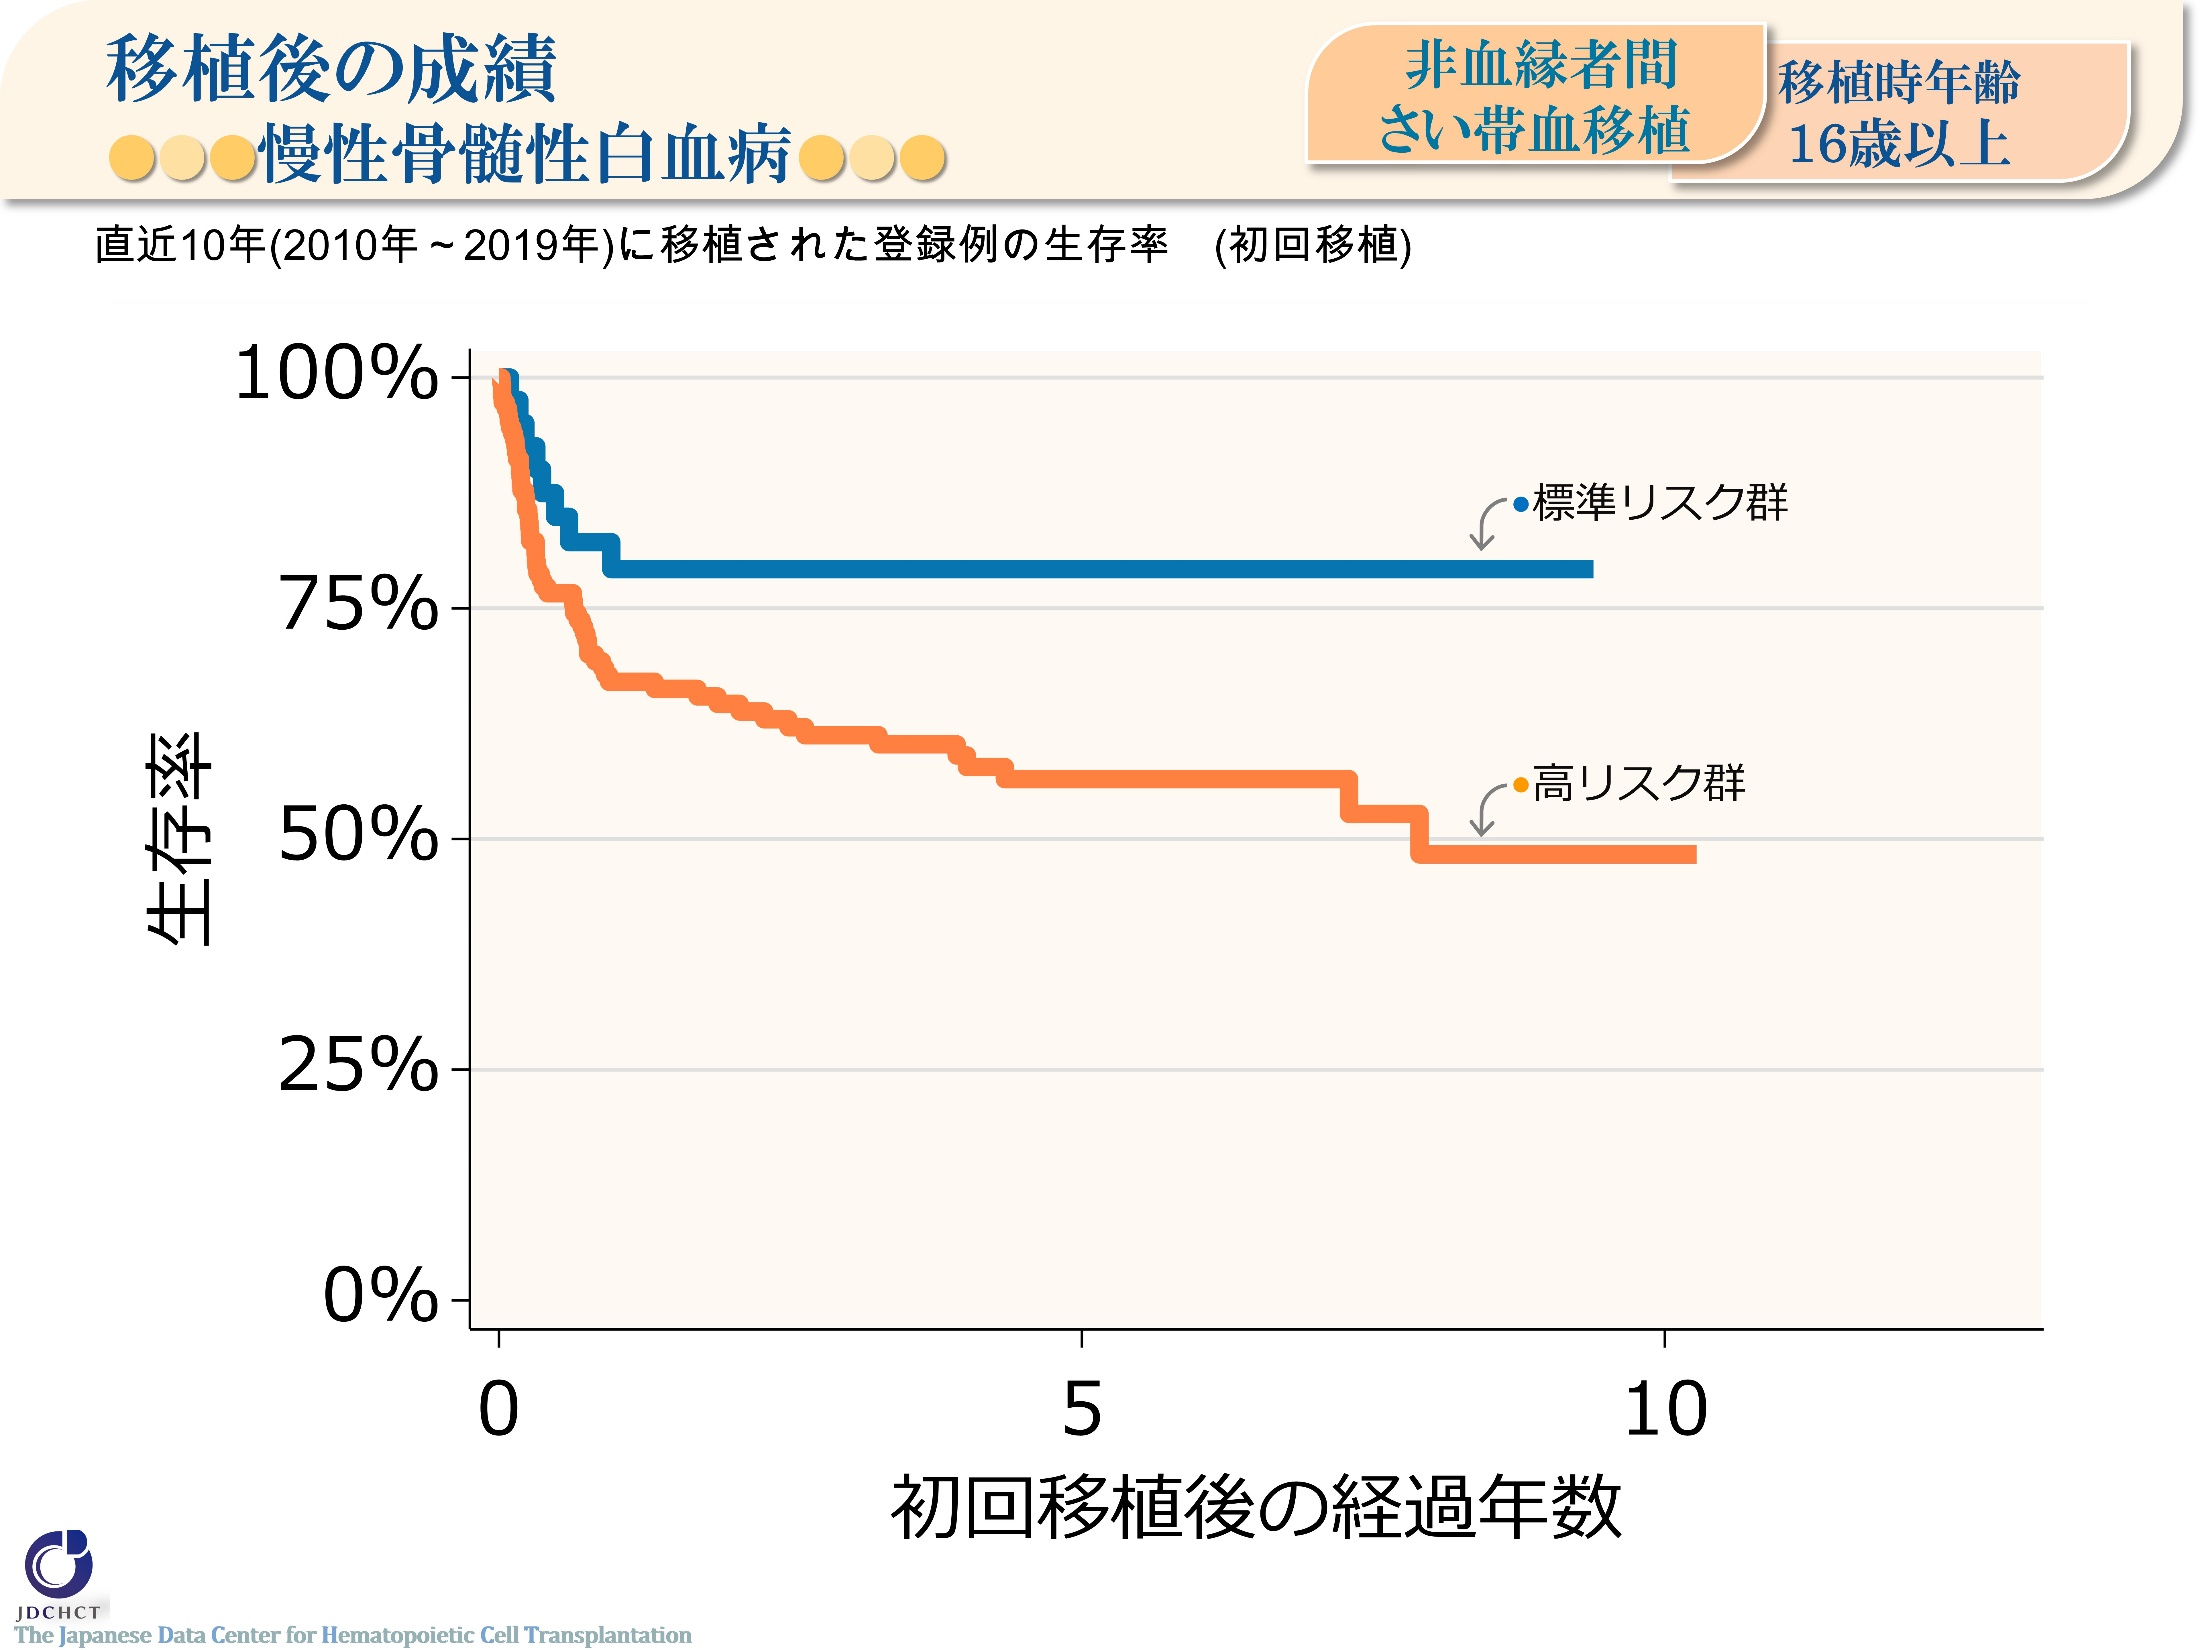 移植後の成績
慢性骨髄性白血病
非血縁者間
さい帯血移植
移植時年齢
16歳以上
直近10年(2010年～2019年)に移植された登録例の生存率　(初回移植)
100%
75%
50%
25%
0%
生存率
標準リスク群
高リスク群
0
5
10
初回移植後の経過年数
JDCHCT
The Japanese Data Center for Hematopoietic Cell Transplantation